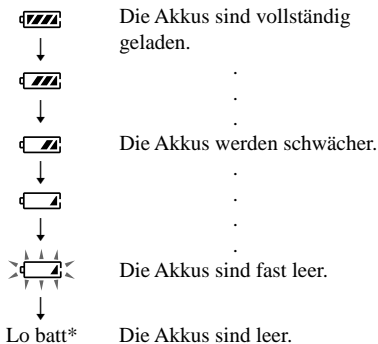 Die Akkus sind vollständig
geladen.
.
.
.
Die Akkus werden schwächer.
.
.
.
.
Die Akkus sind fast leer.
Lo batt* Die Akkus sind leer.